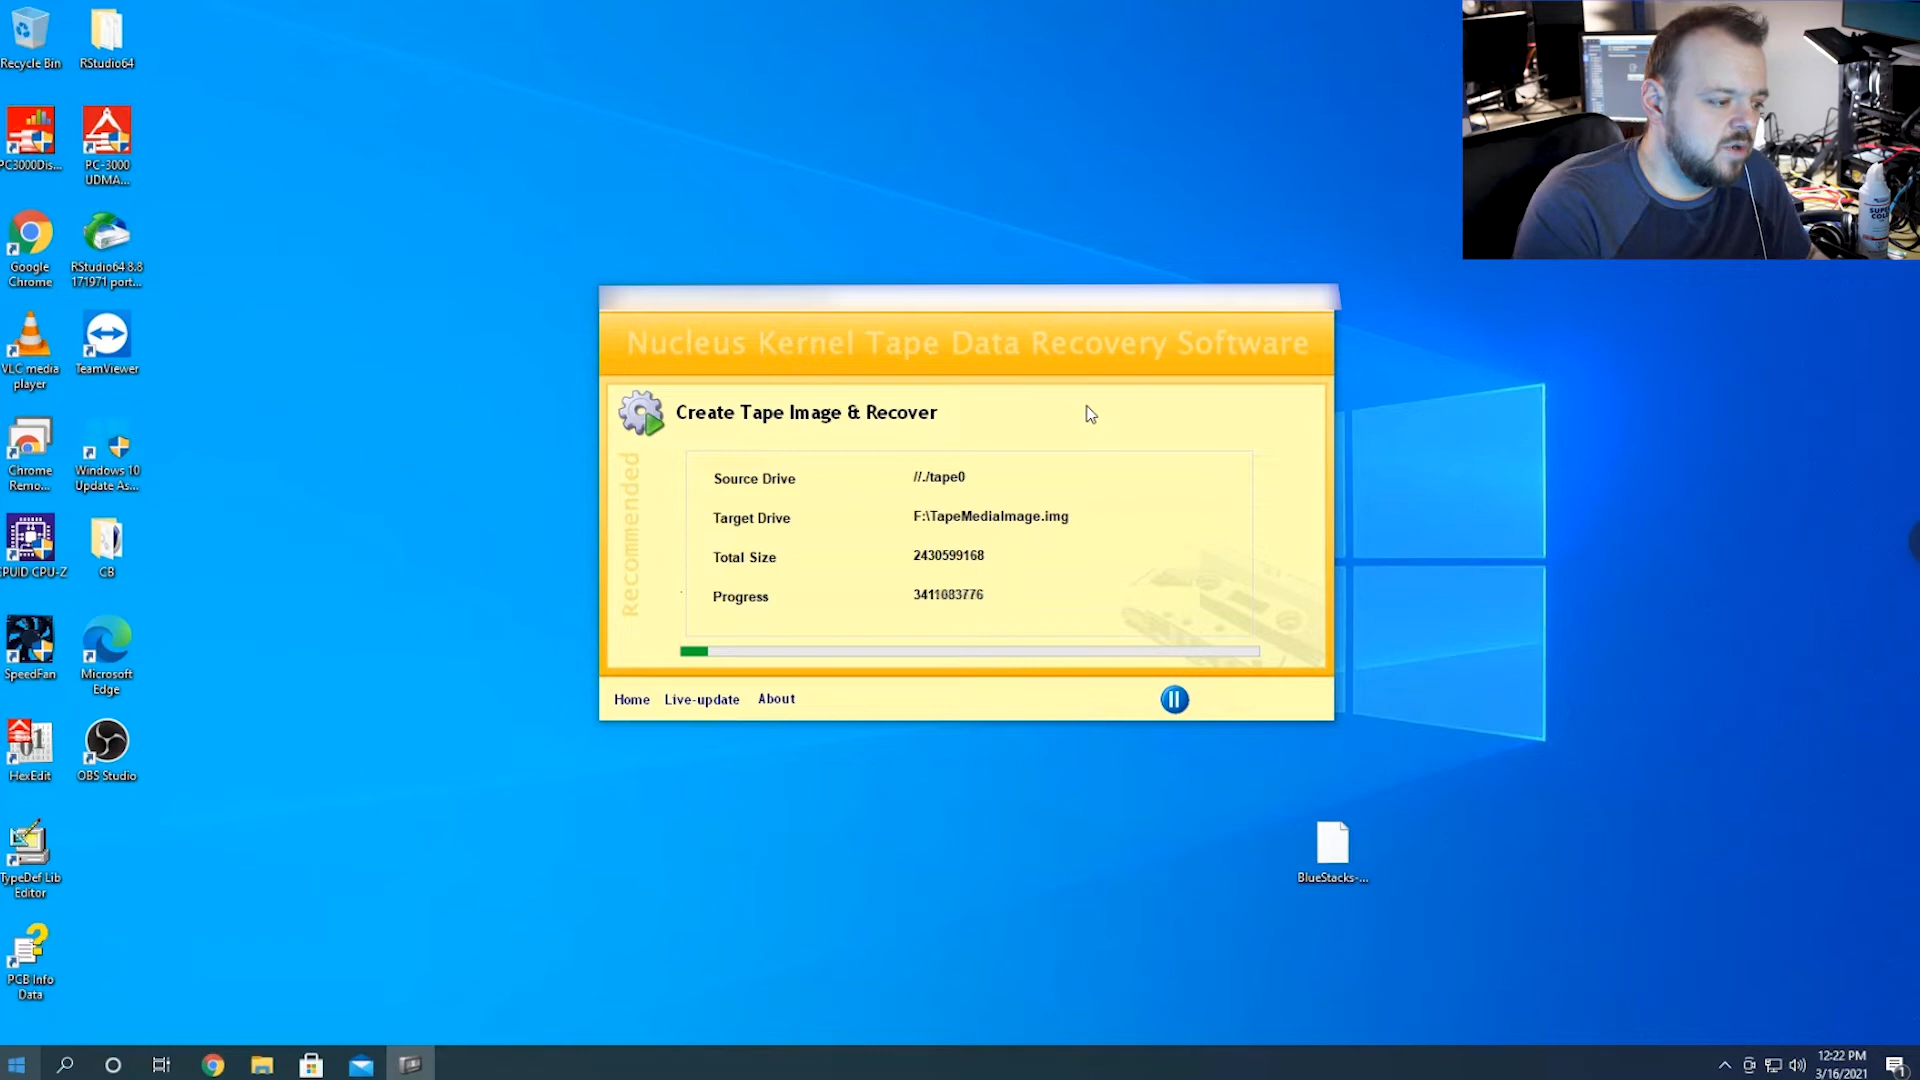 Recycle Bin
RStudio64
PC3000Dis...
PC-3000
UDMA...
Google
Chrome
RStudio64 8.8
171971 port...
VLC media
player
TeamViewer
Chrome
Remo...
Windows 10
Update As...
CPUID CPU-Z
CB
SpeedFan
Microsoft
Edge
HexEdit
OBS Studio
TypeDef Lib
Editor
PCB Info
Data
Nucleus Kernel Tape Data Recovery Software
Create Tape Image & Recover
Recommended
Source Drive //./tape0
Target Drive F:\TapeMediaImage.img
Total Size 2430599168
Progress 3411083776
Home Live-update About
BlueStacks-...
12:22 PM
3/16/2021
1